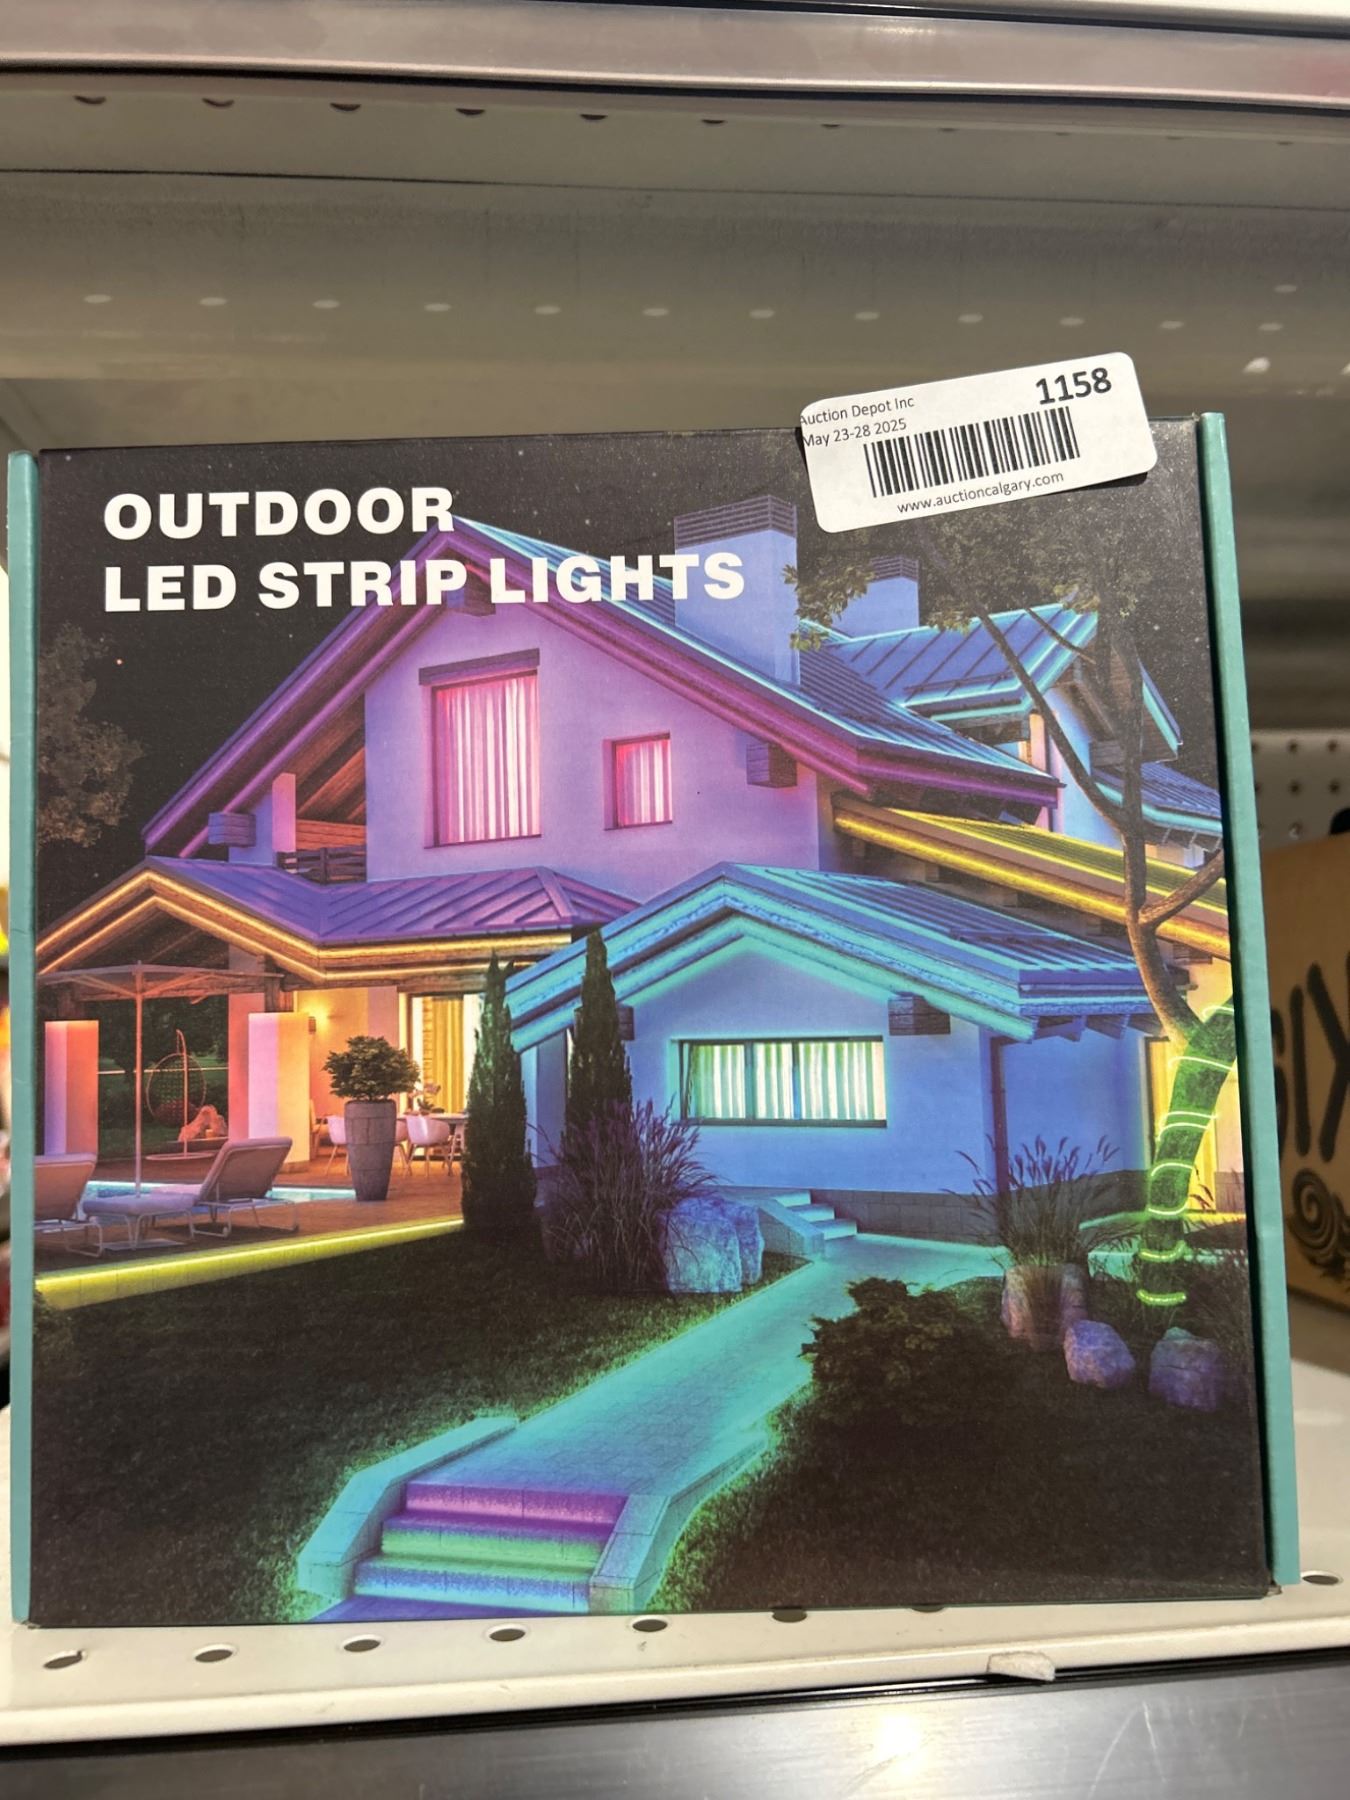 Auction Depot Inc
1158
May 23-28 2025
www.auctioncalgary.com
OUTDOOR
LED STRIP LIGHTS